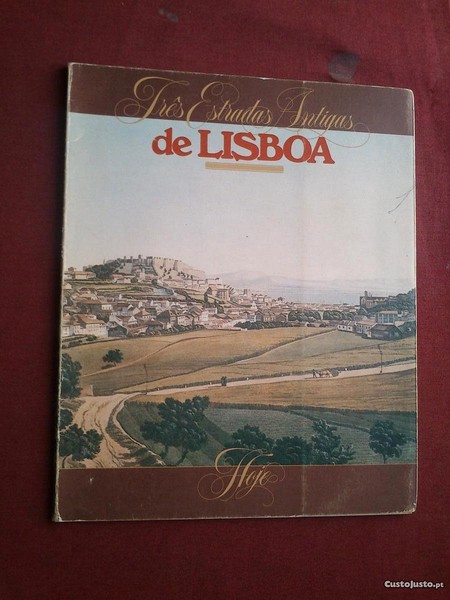 Três Estradas Antigas
de LISBOA
Hoje
© CustoJusto.pt